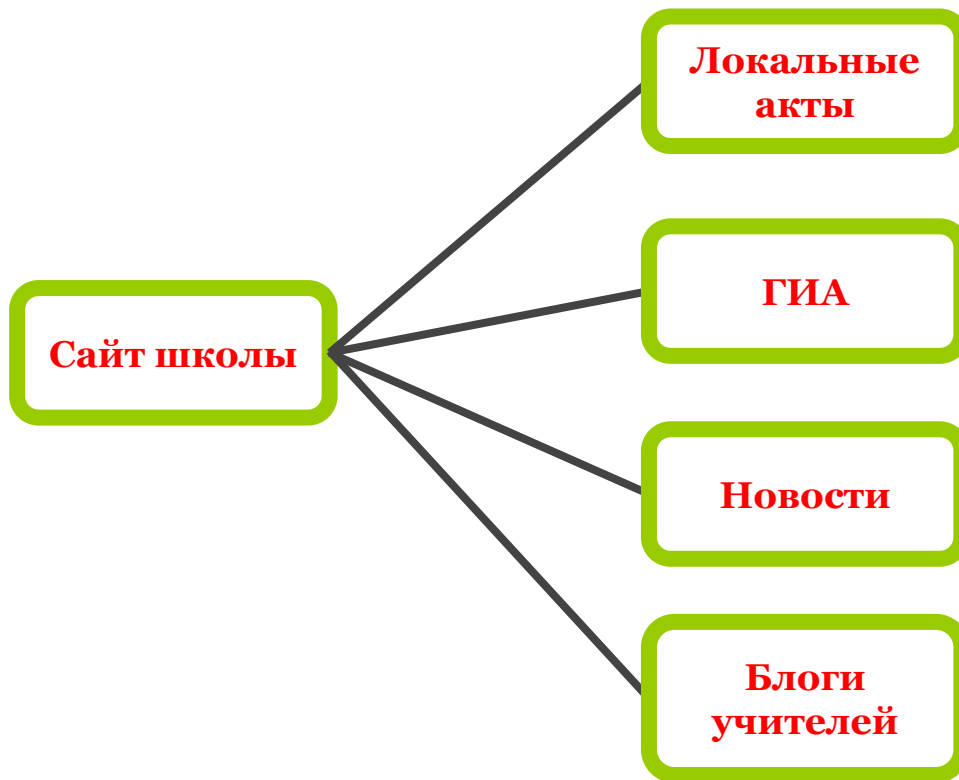 Локальные
акты
ГИА
Сайт школы
Новости
Блоги
учителей